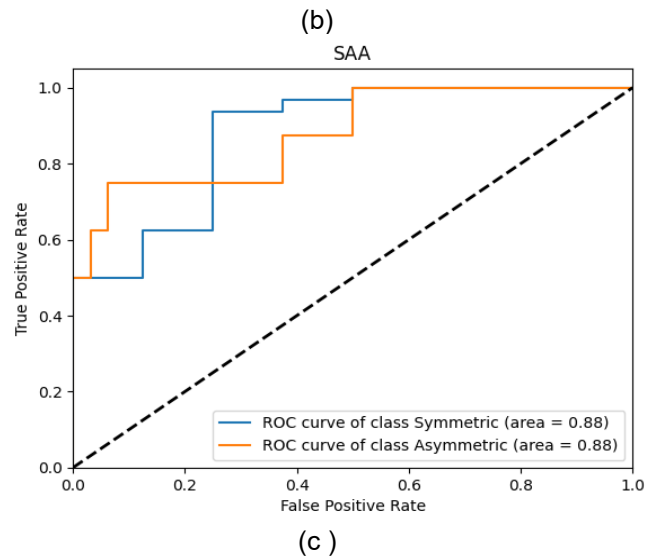 (b)
SAA
True Positive Rate
1.0
0.8
0.6
0.4
0.2
0.0
ROC curve of class Symmetric (area = 0.88)
ROC curve of class Asymmetric (area = 0.88)
0.0 0.2 0.4 0.6 0.8 1.0
False Positive Rate
(c )